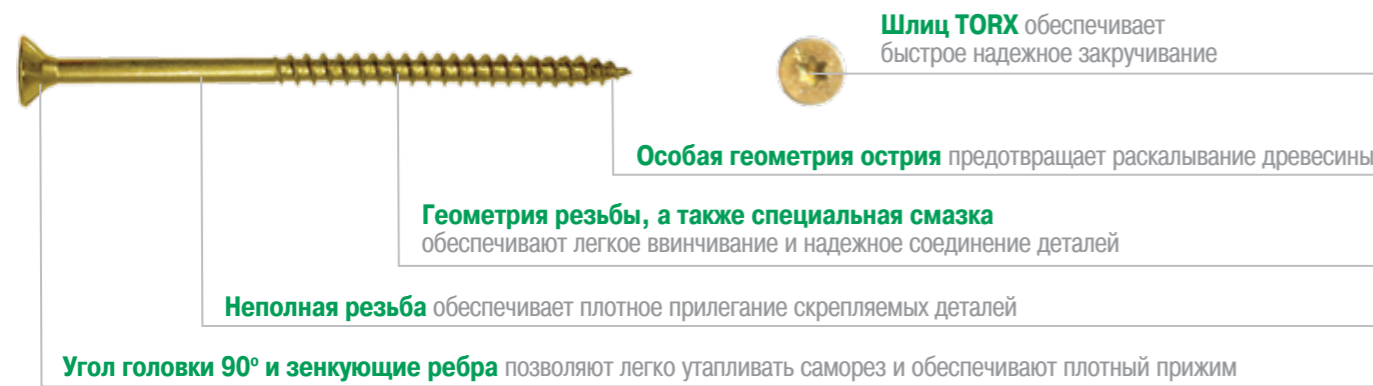 Шлиц TORX обеспечивает
быстрое надежное закручивание
Особая геометрия острия предотвращает раскалывание древесины
Геометрия резьбы, а также специальная смазка
обеспечивают легкое ввинчивание и надежное соединение деталей
Неполная резьба обеспечивает плотное прилегание скрепляемых деталей
Угол головки 90º и зенкующие ребра позволяют легко утапливать саморез и обеспечивают плотный прижим